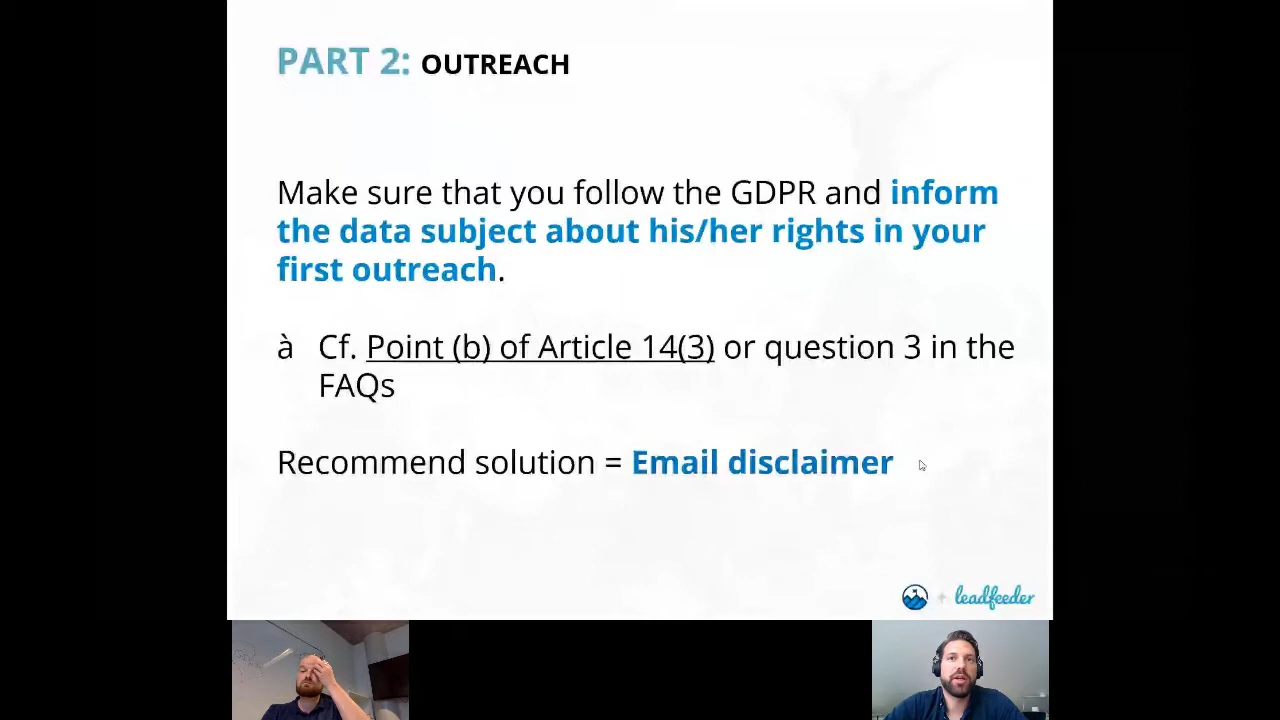 PART 2: OUTREACH
Make sure that you follow the GDPR and inform
the data subject about his/her rights in your
first outreach.
à Cf. Point (b) of Article 14(3) or question 3 in the
FAQs
Recommend solution = Email disclaimer
+ leadfeeder